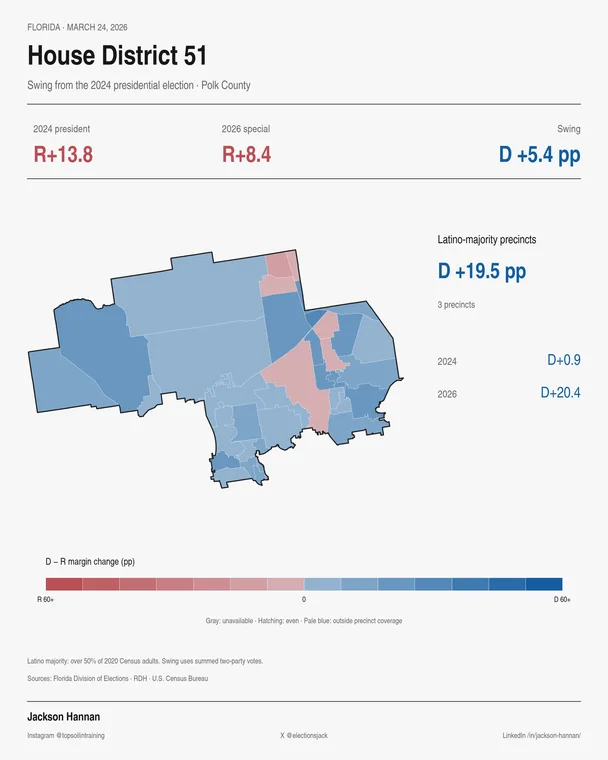 FLORIDA · MARCH 24, 2026
House District 51
Swing from the 2024 presidential election · Polk County
2024 president
R+13.8
2026 special
R+8.4
Swing
D +5.4 pp
Latino-majority precincts
D +19.5 pp
3 precincts
2024 D+0.9
2026 D+20.4
D − R margin change (pp)
R 60+ 0 D 60+
Gray: unavailable · Hatching: even · Pale blue: outside precinct coverage
Latino majority: over 50% of 2020 Census adults. Swing uses summed two-party votes.
Sources: Florida Division of Elections · RDH · U.S. Census Bureau
Jackson Hannan
Instagram @topsoilintraining X @electionsjack LinkedIn /in/jackson-hannan/